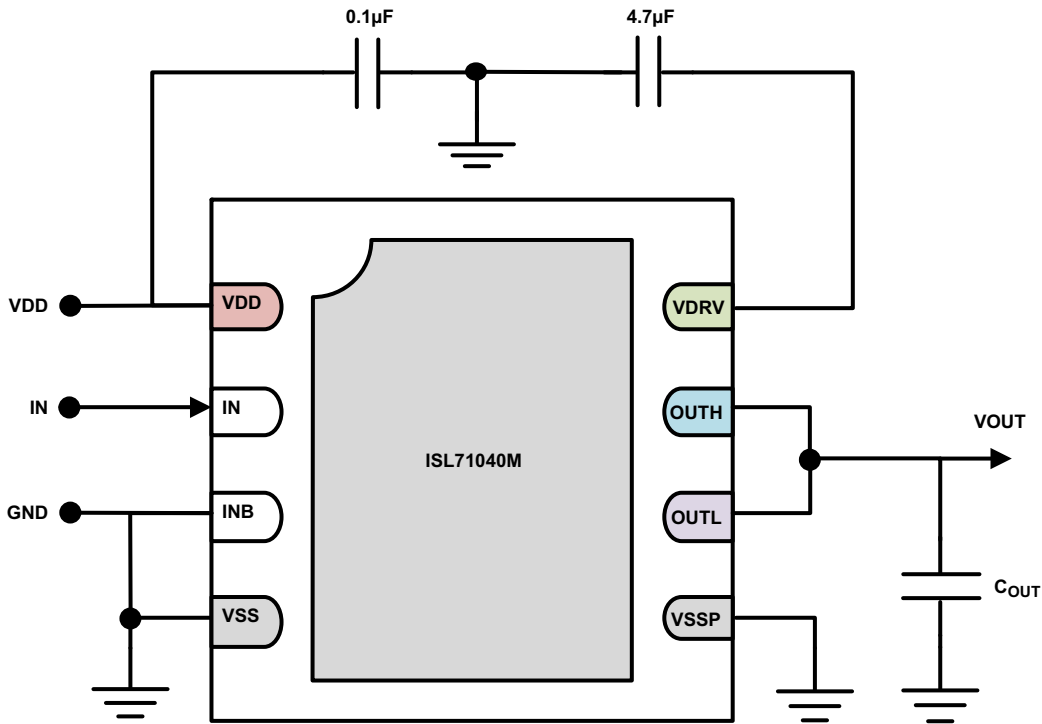 0.1µF
4.7µF
VDD
VDD
VDRV
IN
IN
OUTH
VOUT
ISL71040M
GND
INB
OUTL
COUT
VSS
VSSP